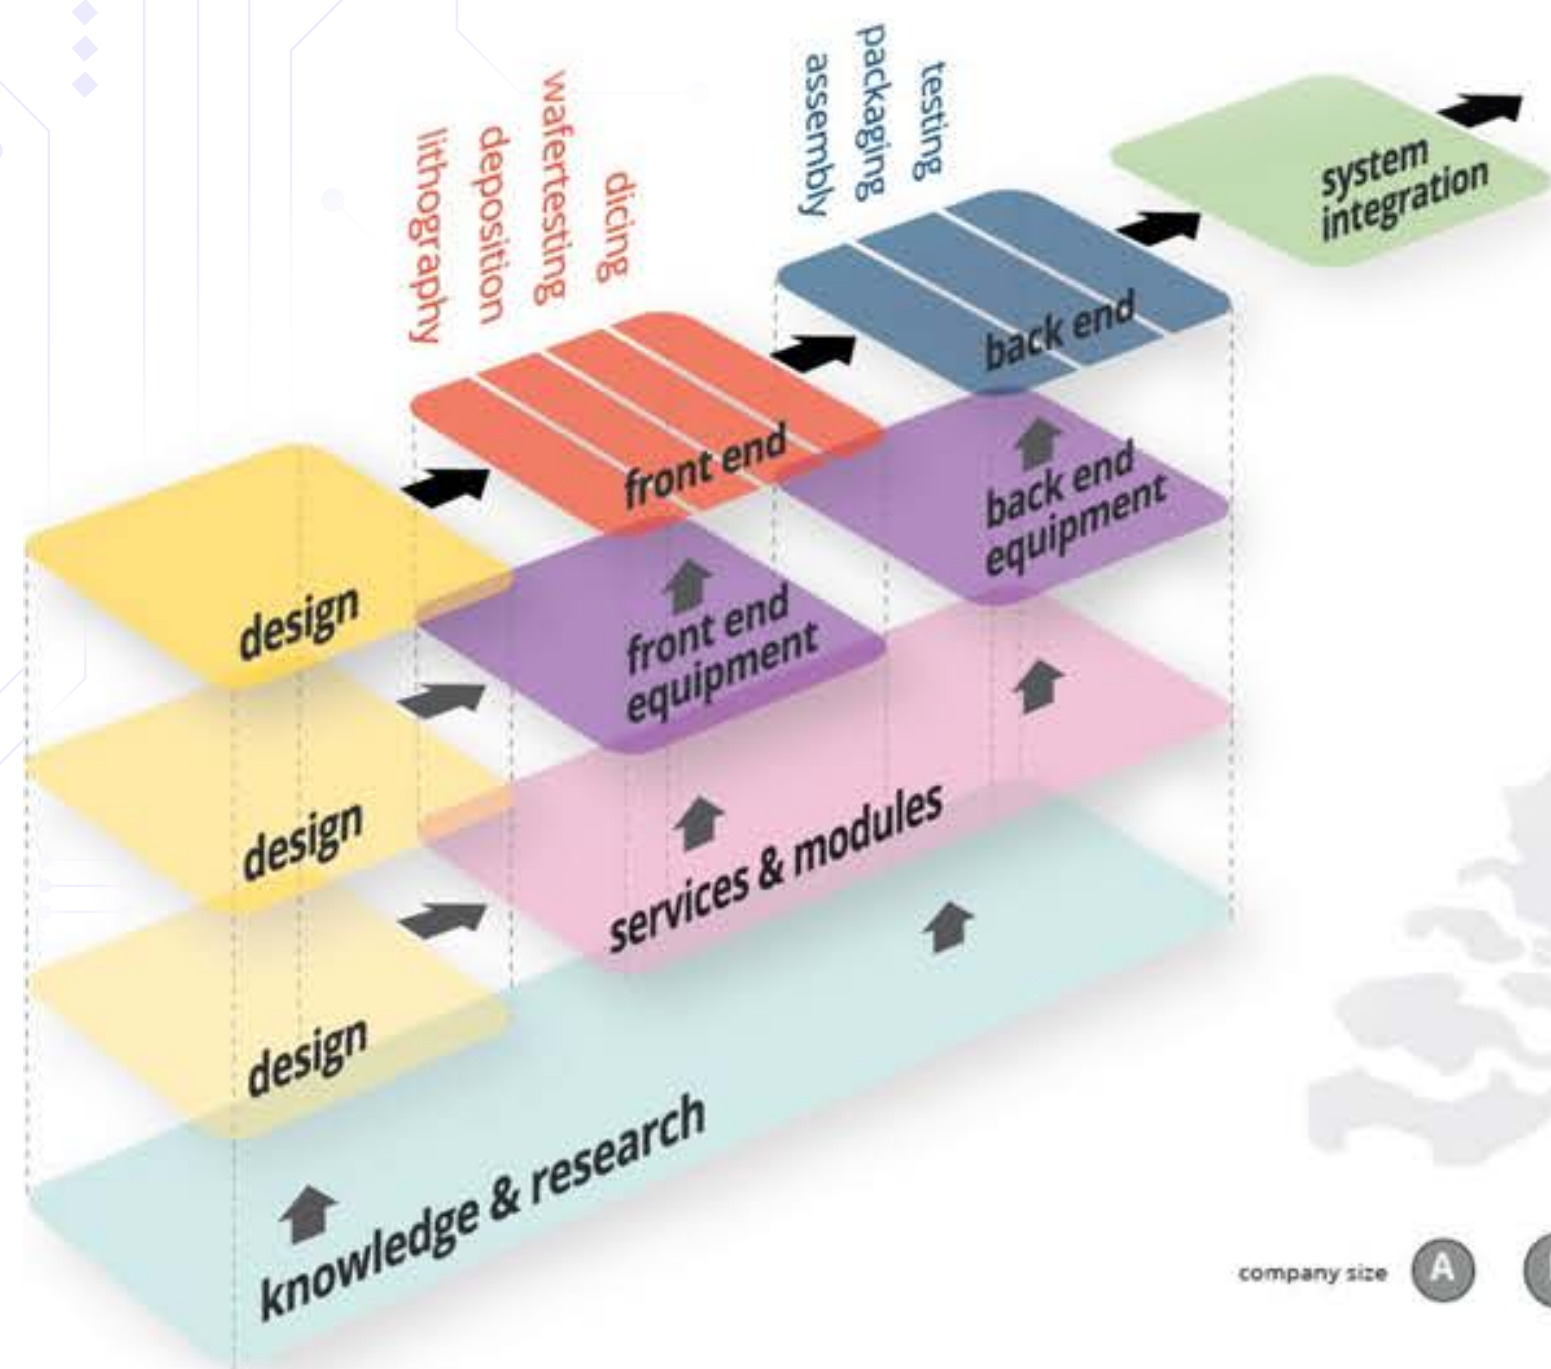 lithography
deposition
wafertesting
dicing
assembly
packaging
testing
system
integration
back end
front end
back end
equipment
design
front end
equipment
design
services & modules
design
knowledge & research
company size
A